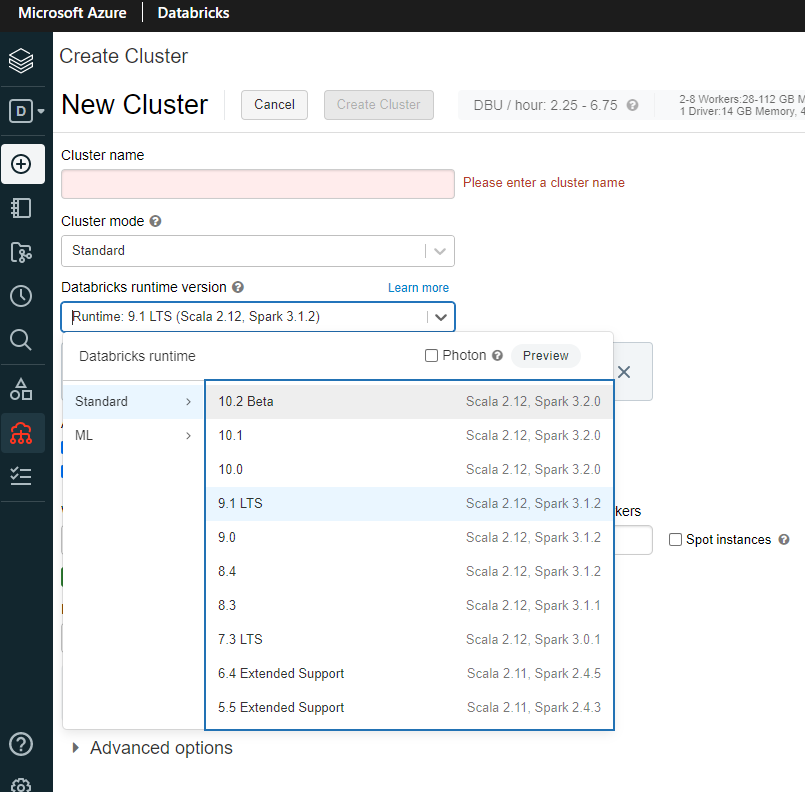 Microsoft Azure Databricks
Create Cluster
D
New Cluster
Cancel
Create Cluster
DBU / hour: 2.25 - 6.75
2-8 Workers:28-112 GB M
1 Driver:14 GB Memory, 4
Cluster name
Please enter a cluster name
Cluster mode
Standard
Databricks runtime version
Learn more
Runtime: 9.1 LTS (Scala 2.12, Spark 3.1.2)
Databricks runtime
Photon
Preview
Standard
ML
10.2 Beta Scala 2.12, Spark 3.2.0
10.1 Scala 2.12, Spark 3.2.0
10.0 Scala 2.12, Spark 3.2.0
9.1 LTS Scala 2.12, Spark 3.1.2
9.0 Scala 2.12, Spark 3.1.2
8.4 Scala 2.12, Spark 3.1.2
8.3 Scala 2.12, Spark 3.1.1
7.3 LTS Scala 2.12, Spark 3.0.1
6.4 Extended Support Scala 2.11, Spark 2.4.5
5.5 Extended Support Scala 2.11, Spark 2.4.3
kers
Spot instances
Advanced options